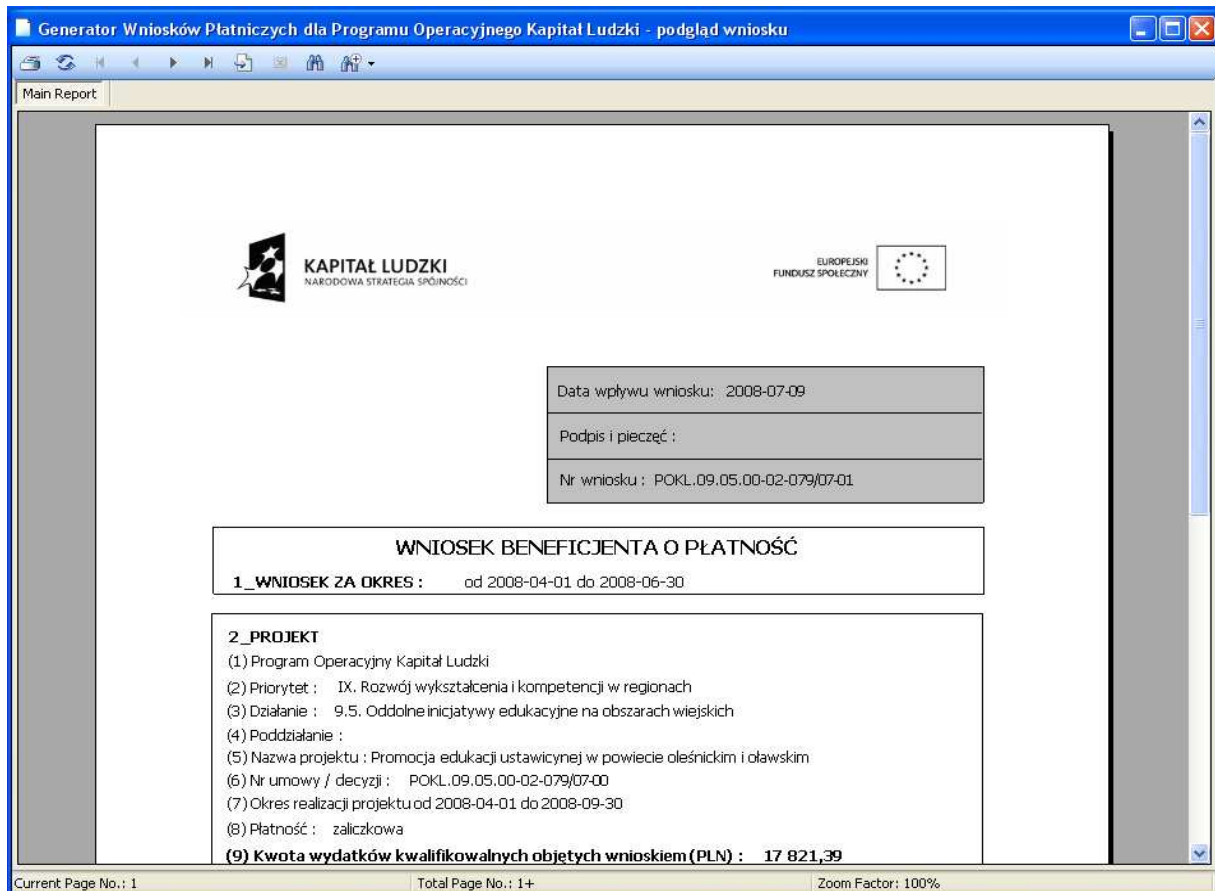 Generator Wniosków Płatniczych dla Programu Operacyjnego Kapitał Ludzki - podgląd wniosku
Main Report
KAPITAŁ LUDZKI
NARODOWA STRATEGIA SPÓJNOŚCI
EUROPEJSKI
FUNDUSZ SPOŁECZNY
Data wpływu wniosku: 2008-07-09
Podpis i pieczęć :
Nr wniosku : POKL.09.05.00-02-079/07-01
WNIOSEK BENEFICJENTA O PŁATNOŚĆ
1_WNIOSEK ZA OKRES : od 2008-04-01 do 2008-06-30
2_PROJEKT
(1) Program Operacyjny Kapitał Ludzki
(2) Priorytet : IX. Rozwój wykształcenia i kompetencji w regionach
(3) Działanie : 9.5. Oddolne inicjatywy edukacyjne na obszarach wiejskich
(4) Poddziałanie :
(5) Nazwa projektu : Promocja edukacji ustawicynej w powiecie oleśnickim i oławskim
(6) Nr umowy / decyzji : POKL.09.05.00-02-079/07-00
(7) Okres realizacji projektu od 2008-04-01 do 2008-09-30
(8) Płatność : zaliczkowa
(9) Kwota wydatków kwalifikowalnych objętych wnioskiem (PLN) : 17 821,39
Current Page No.: 1 Total Page No.: 1+ Zoom Factor: 100%